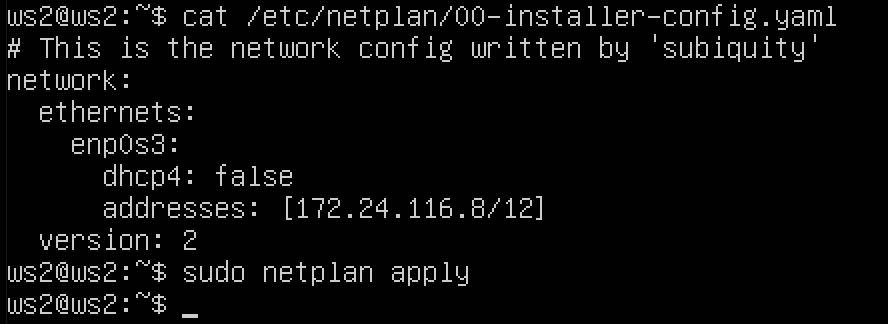 ws2@ws2:~$ cat /etc/netplan/00-installer-config.yaml
# This is the network config written by 'subiquity'
network:
  ethernets:
    enp0s3:
      dhcp4: false
      addresses: [172.24.116.8/12]
  version: 2
ws2@ws2:~$ sudo netplan apply
ws2@ws2:~$ _